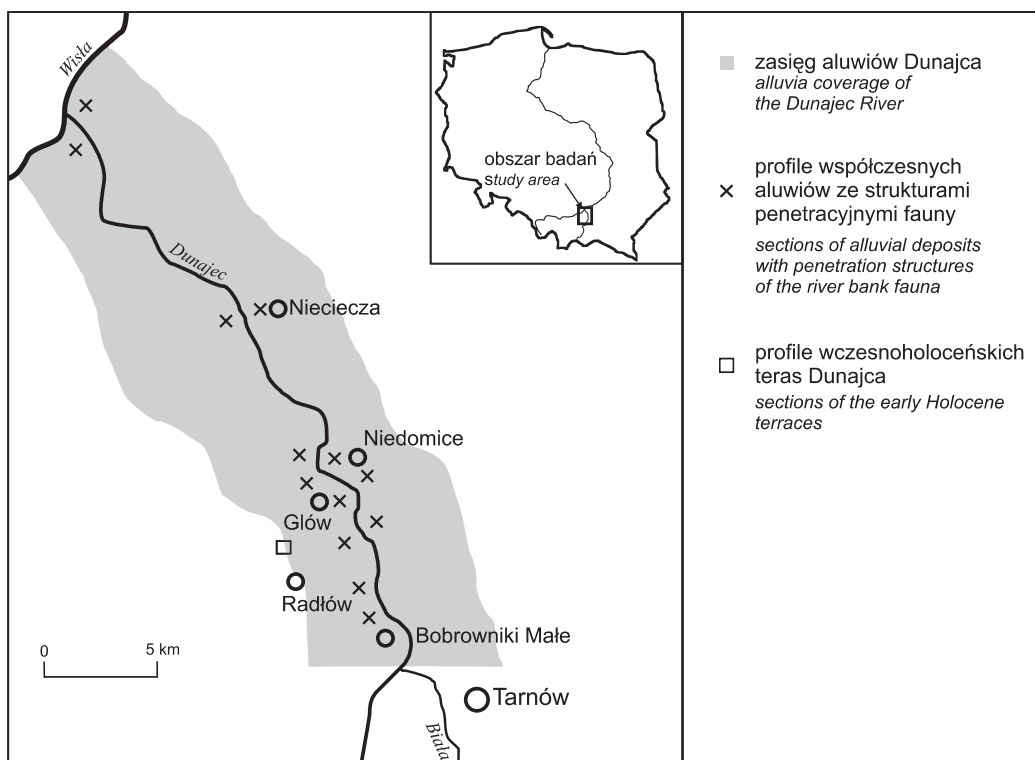 Wisła
Dunajec
Nieciecza
Niedomice
Glów
Radłów
Bobrowniki Małe
Tarnów
Biała
0 5 km
obszar badań
study area
zasięg aluwiów Dunajca
alluvia coverage of
the Dunajec River
profile współczesnych
aluwiów ze strukturami
penetracyjnymi fauny
sections of alluvial deposits
with penetration structures
of the river bank fauna
profile wczesnoholoceńskich
teras Dunajca
sections of the early Holocene
terraces